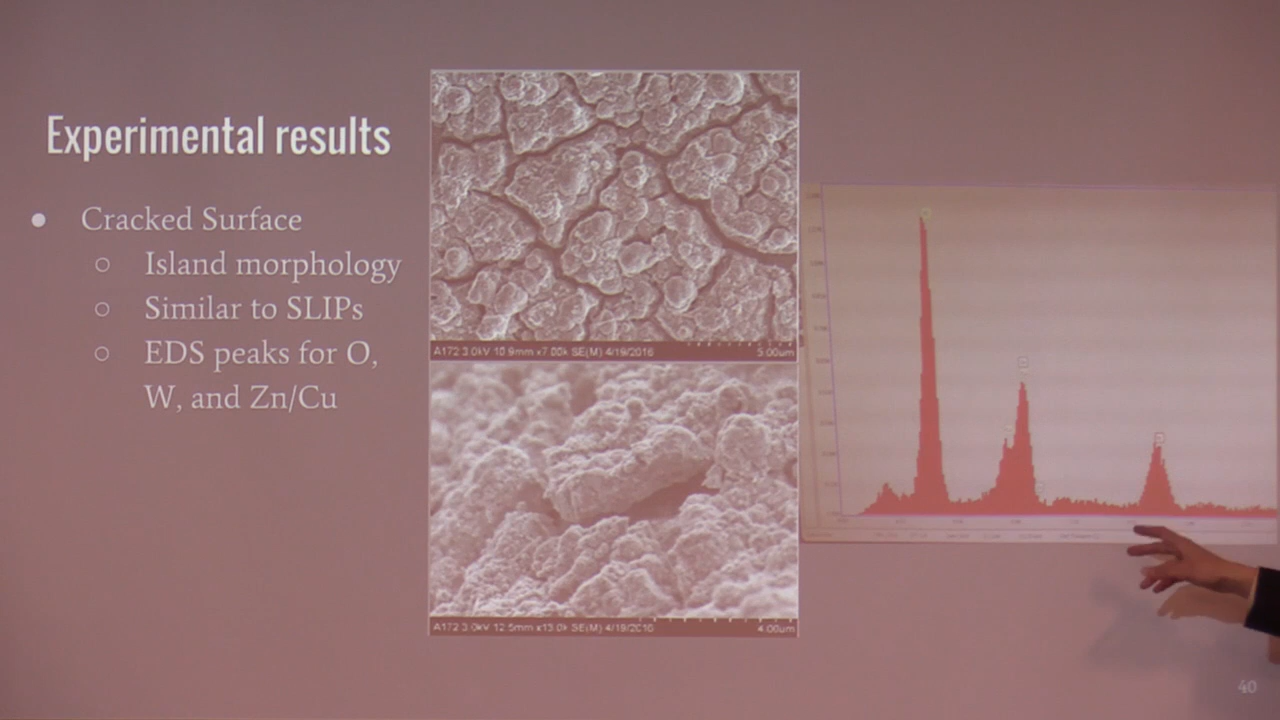 Experimental results
● Cracked Surface
○ Island morphology
○ Similar to SLIPs
○ EDS peaks for O,
W, and Zn/Cu
A172 3.0kV 10.9mm x7.00k SE(M) 4/19/2016 5.00um
A172 3.0kV 12.5mm x13.0k SE(M) 4/19/2016 4.00um
40